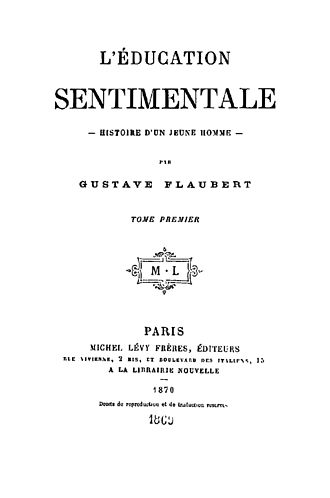 L'ÉDUCATION
SENTIMENTALE
— HISTOIRE D'UN JEUNE HOMME —
PAR
GUSTAVE FLAUBERT
TOME PREMIER
M · L
PARIS
MICHEL LÉVY FRÈRES, ÉDITEURS
RUE VIVIENNE, 2 BIS, ET BOULEVARD DES ITALIENS, 15
A LA LIBRAIRIE NOUVELLE
1870
Droits de reproduction et de traduction réservés
1869